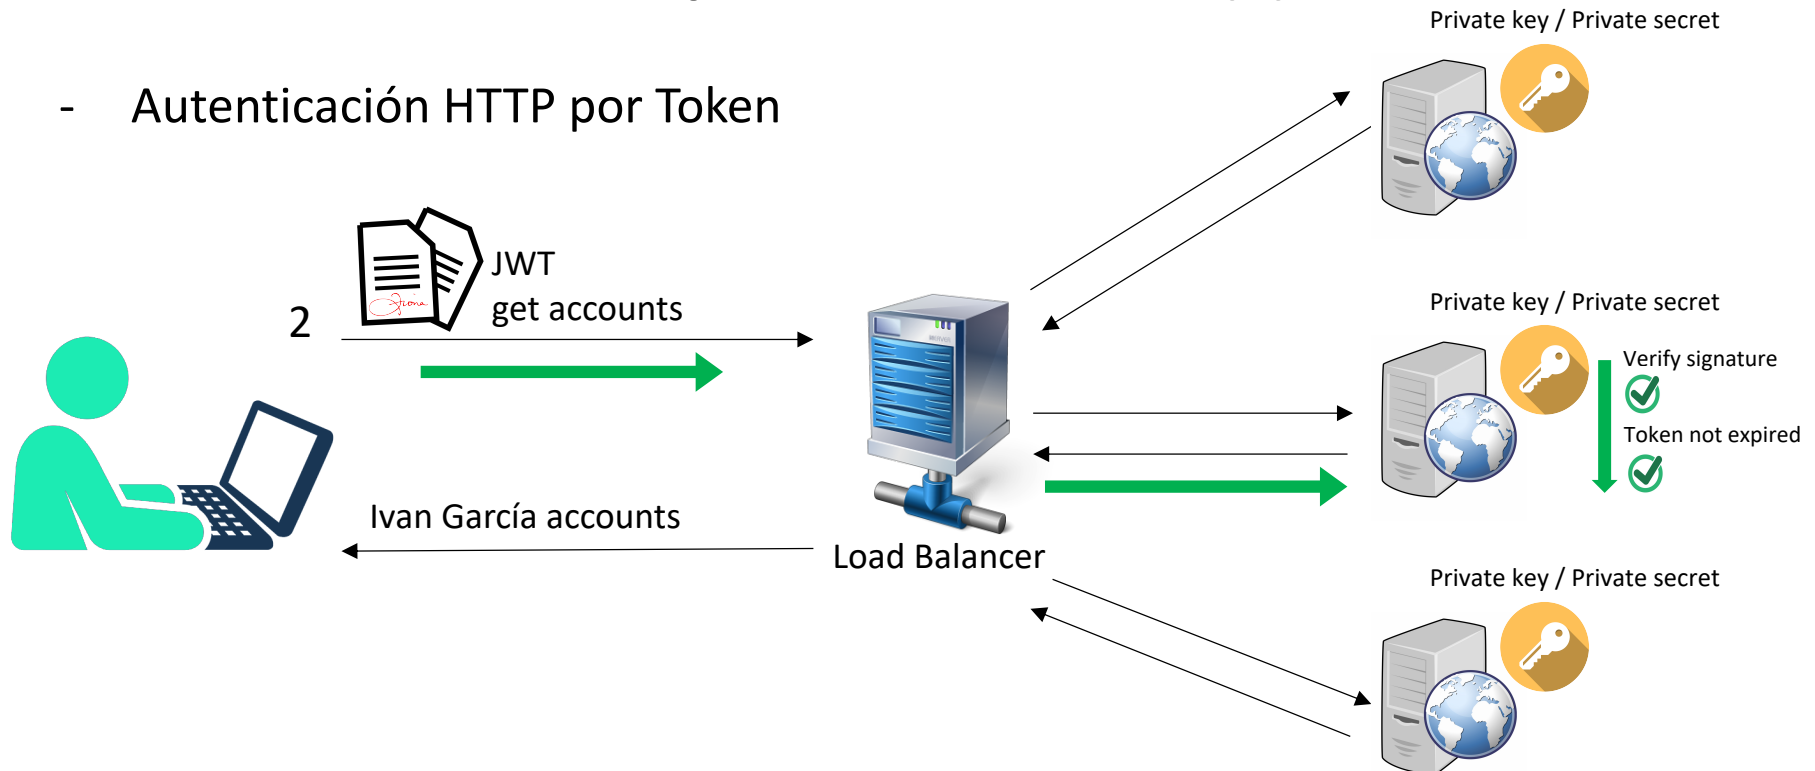 Private key / Private secret
- Autenticación HTTP por Token
JWT
get accounts
2
Private key / Private secret
Verify signature
Token not expired
Ivan García accounts
Load Balancer
Private key / Private secret